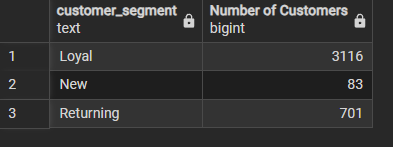 customer_segment Number of Customers
text bigint
1 Loyal 3116
2 New 83
3 Returning 701